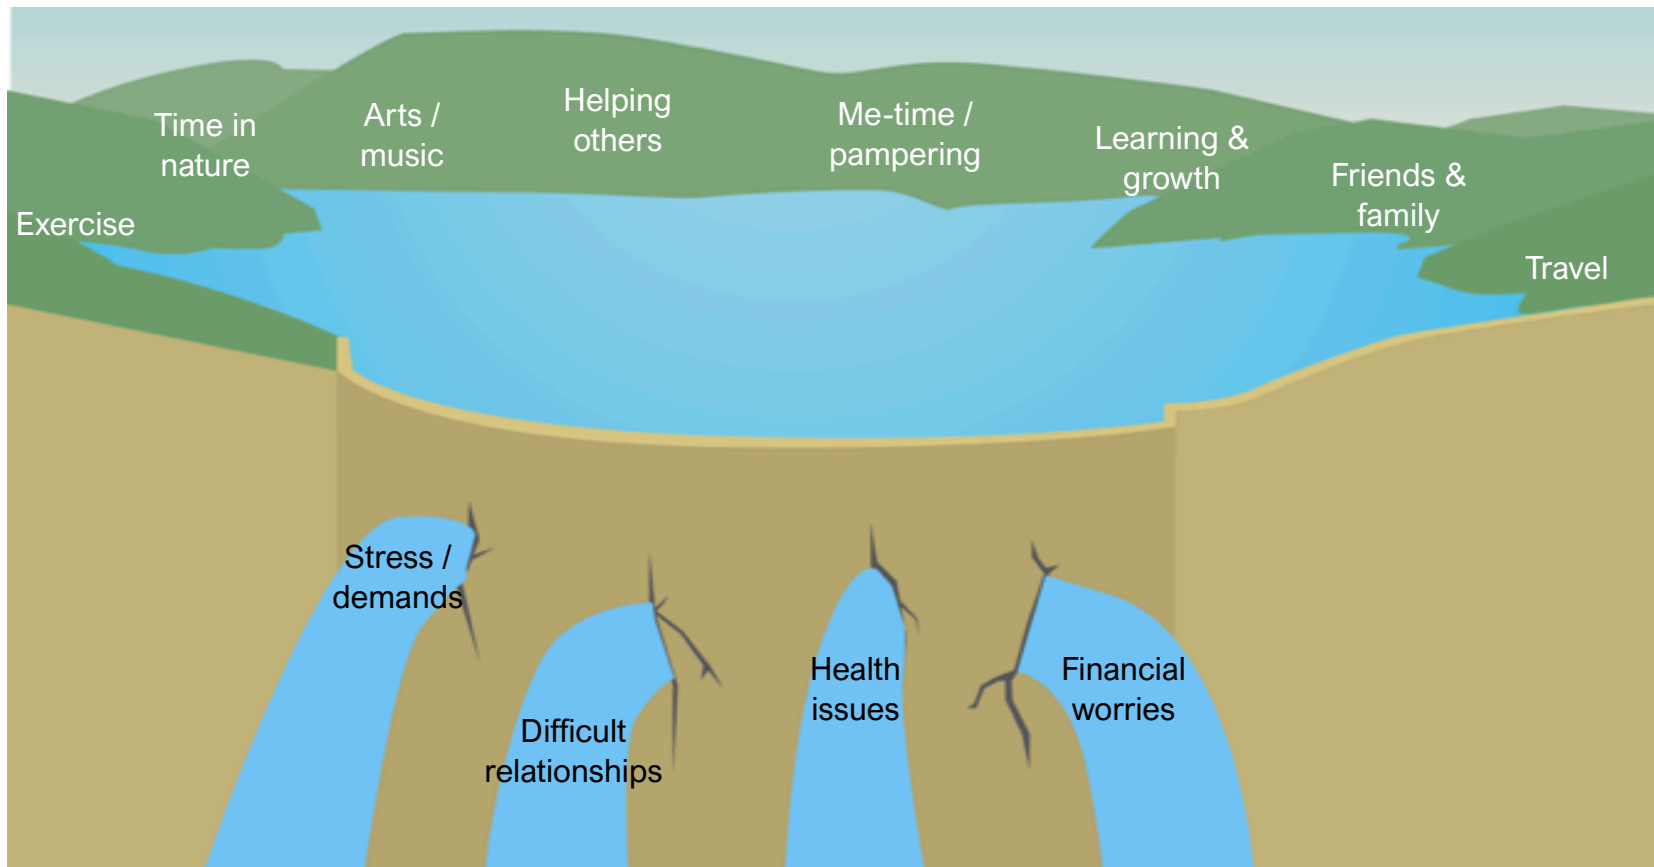 Time in
nature
Arts /
music
Helping
others
Me-time /
pampering
Learning &
growth
Friends &
family
Exercise
Travel
Stress /
demands
Difficult
relationships
Health
issues
Financial
worries